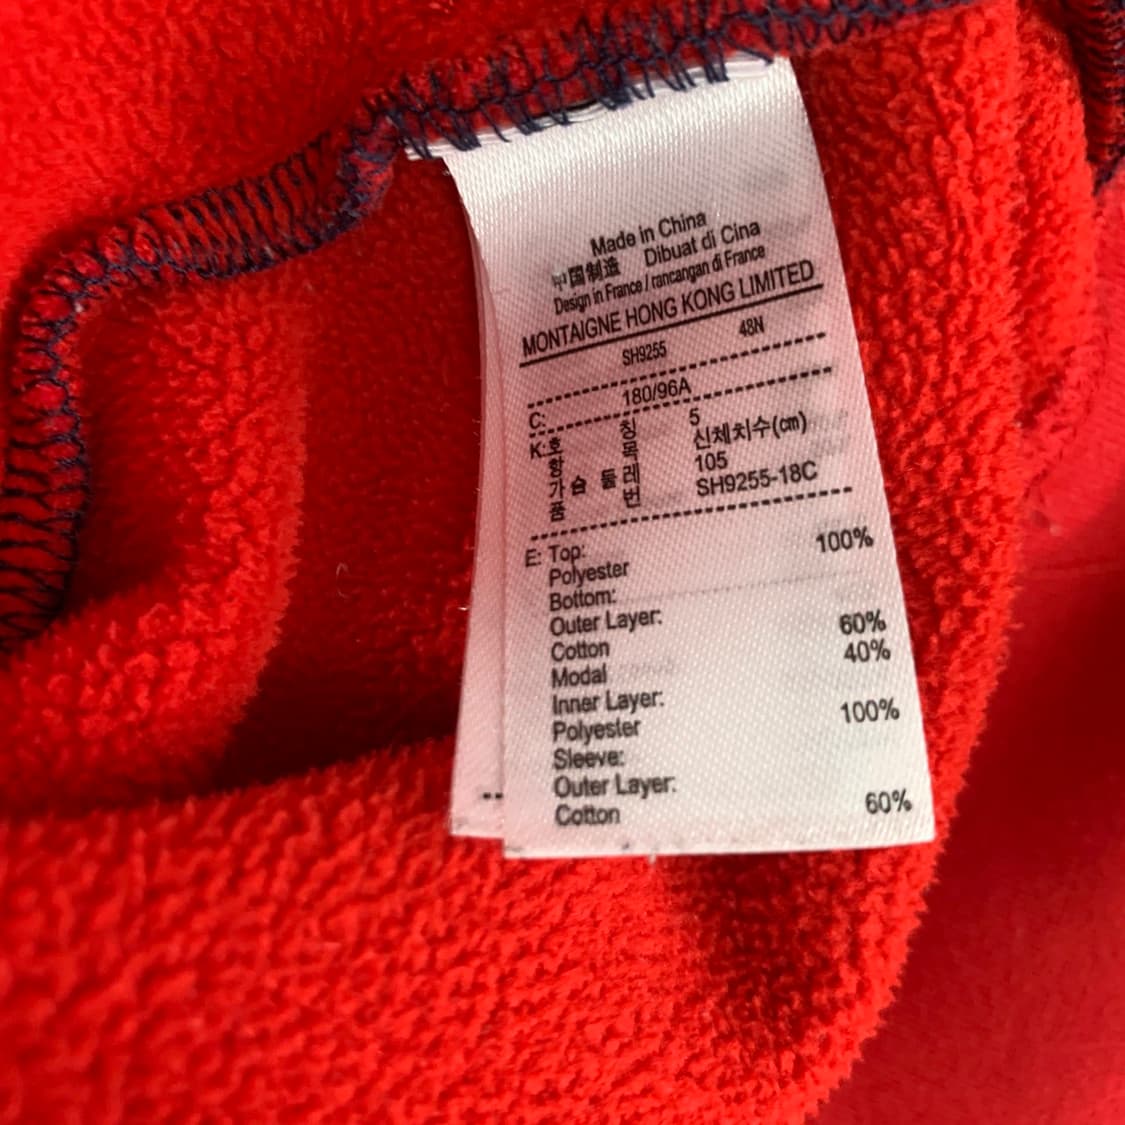 Made in China
中国制造 Dibuat di Cina
Design in France / rancangan di France
MONTAIGNE HONG KONG LIMITED
SH9255 48N
C: 180/96A
K: 호칭 5
항목 신체치수(cm)
가슴둘레 105
품번 SH9255-18C
E: Top:
Polyester 100%
Bottom:
Outer Layer:
Cotton 60%
Modal 40%
Inner Layer:
Polyester 100%
Sleeve:
Outer Layer:
Cotton 60%